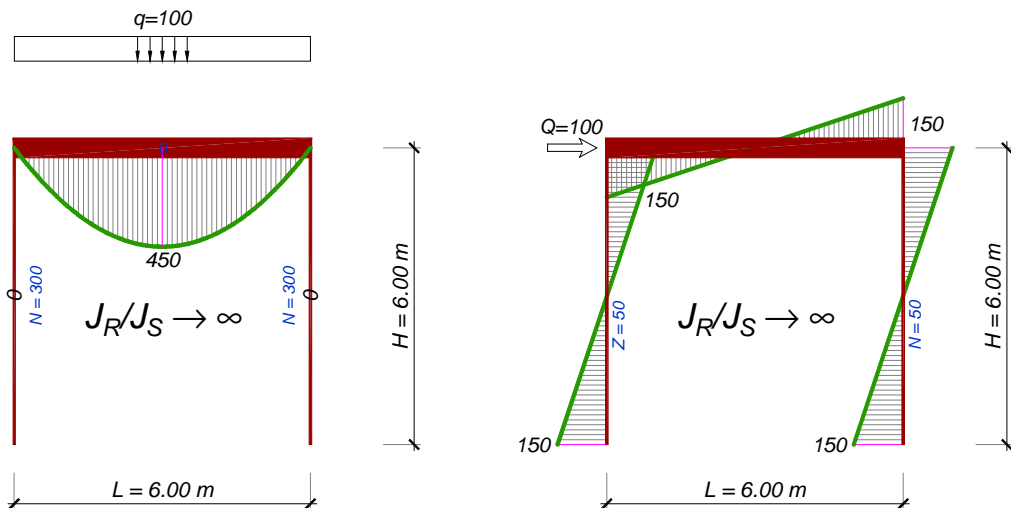 q=100
450
0
N = 300
N = 300
0
J_R/J_S → ∞
H = 6.00 m
L = 6.00 m
Q=100
150
150
Z = 50
N = 50
J_R/J_S → ∞
H = 6.00 m
150
150
L = 6.00 m